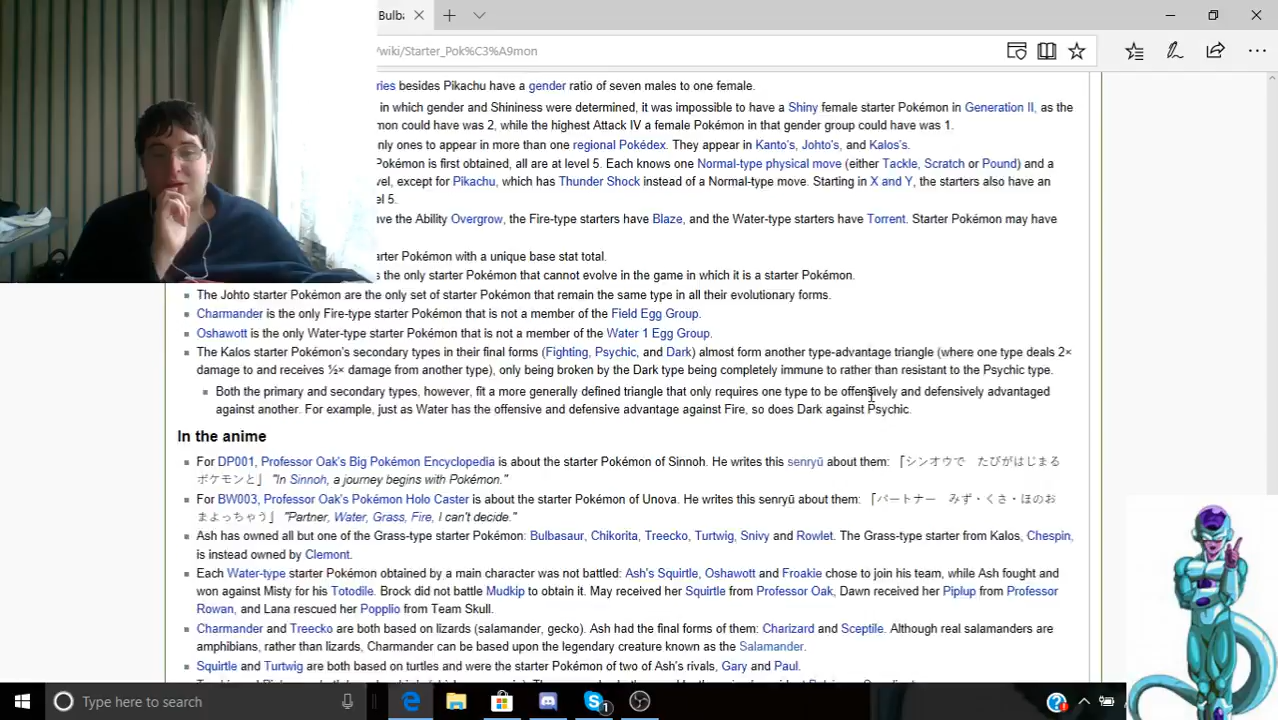 Bulba
/wiki/Starter_Pok%C3%A9mon
ries besides Pikachu have a gender ratio of seven males to one female.
in which gender and Shininess were determined, it was impossible to have a Shiny female starter Pokémon in Generation II, as the
mon could have was 2, while the highest Attack IV a female Pokémon in that gender group could have was 1.
only ones to appear in more than one regional Pokédex. They appear in Kanto's, Johto's, and Kalos's.
Pokémon is first obtained, all are at level 5. Each knows one Normal-type physical move (either Tackle, Scratch or Pound) and a
vel, except for Pikachu, which has Thunder Shock instead of a Normal-type move. Starting in X and Y, the starters also have an
el 5.
ave the Ability Overgrow, the Fire-type starters have Blaze, and the Water-type starters have Torrent. Starter Pokémon may have
arter Pokémon with a unique base stat total.
s the only starter Pokémon that cannot evolve in the game in which it is a starter Pokémon.
The Johto starter Pokémon are the only set of starter Pokémon that remain the same type in all their evolutionary forms.
Charmander is the only Fire-type starter Pokémon that is not a member of the Field Egg Group.
Oshawott is the only Water-type starter Pokémon that is not a member of the Water 1 Egg Group.
The Kalos starter Pokémon's secondary types in their final forms (Fighting, Psychic, and Dark) almost form another type-advantage triangle (where one type deals 2×
damage to and receives ½× damage from another type), only being broken by the Dark type being completely immune to rather than resistant to the Psychic type.
Both the primary and secondary types, however, fit a more generally defined triangle that only requires one type to be offensively and defensively advantaged
against another. For example, just as Water has the offensive and defensive advantage against Fire, so does Dark against Psychic.
In the anime
For DP001, Professor Oak's Big Pokémon Encyclopedia is about the starter Pokémon of Sinnoh. He writes this senryū about them: 「シンオウで　たびがはじまる
ポケモンと」 "In Sinnoh, a journey begins with Pokémon."
For BW003, Professor Oak's Pokémon Holo Caster is about the starter Pokémon of Unova. He writes this senryū about them: 「パートナー　みず・くさ・ほのお
まよっちゃう」 "Partner, Water, Grass, Fire, I can't decide."
Ash has owned all but one of the Grass-type starter Pokémon: Bulbasaur, Chikorita, Treecko, Turtwig, Snivy and Rowlet. The Grass-type starter from Kalos, Chespin,
is instead owned by Clemont.
Each Water-type starter Pokémon obtained by a main character was not battled: Ash's Squirtle, Oshawott and Froakie chose to join his team, while Ash fought and
won against Misty for his Totodile. Brock did not battle Mudkip to obtain it. May received her Squirtle from Professor Oak, Dawn received her Piplup from Professor
Rowan, and Lana rescued her Popplio from Team Skull.
Charmander and Treecko are both based on lizards (salamander, gecko). Ash had the final forms of them: Charizard and Sceptile. Although real salamanders are
amphibians, rather than lizards, Charmander can be based upon the legendary creature known as the Salamander.
Squirtle and Turtwig are both based on turtles and were the starter Pokémon of two of Ash's rivals, Gary and Paul.
Type here to search
1